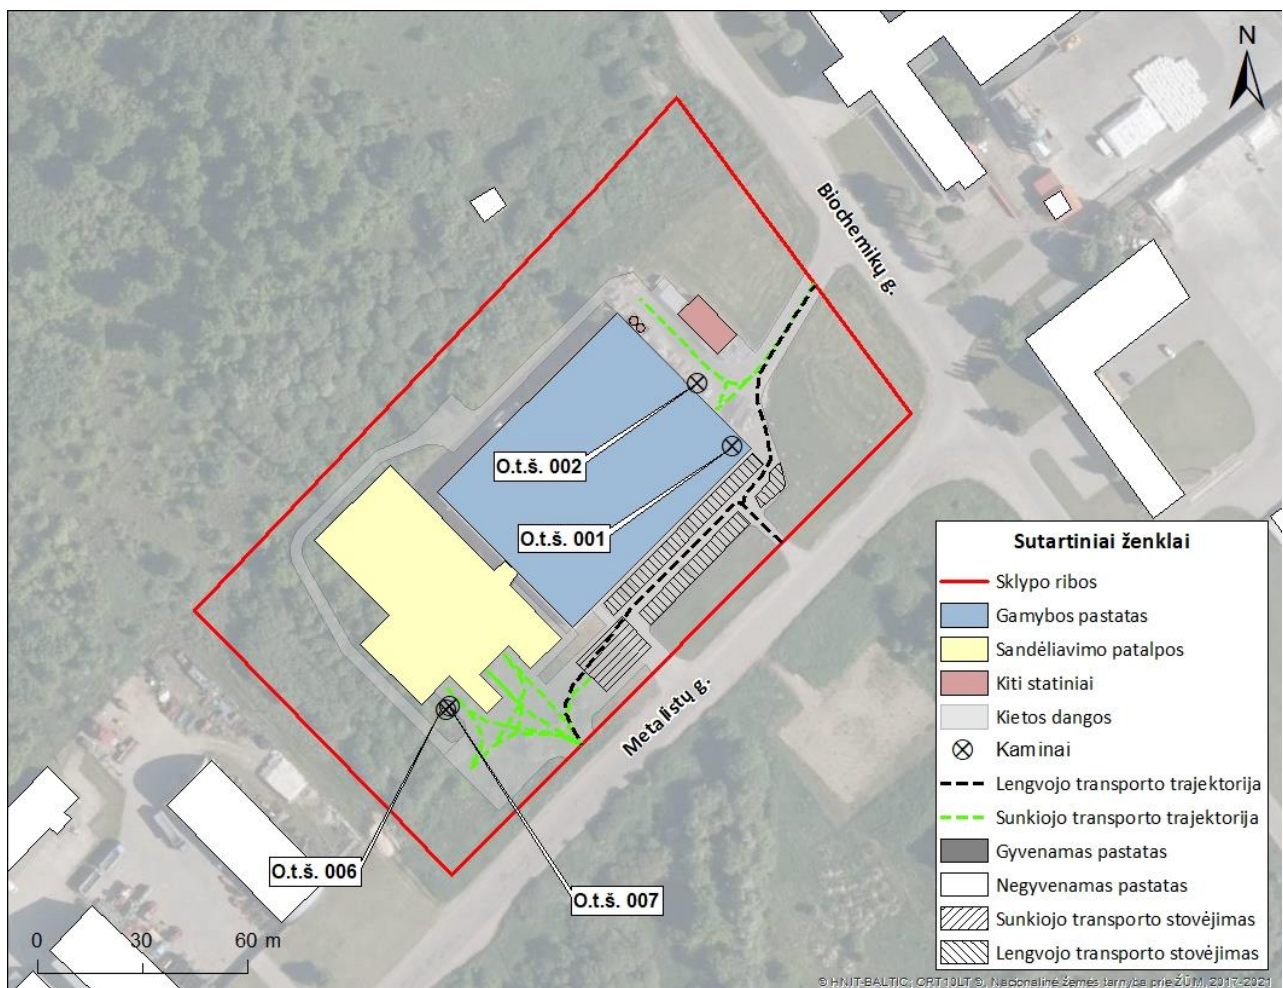 N
Biochemikų g.
O.t.š. 002
O.t.š. 001
Metalistų g.
O.t.š. 006
O.t.š. 007
0 30 60 m
Sutartiniai ženklai
Sklypo ribos
Gamybos pastatas
Sandėliavimo patalpos
Kiti statiniai
Kietos dangos
Kaminai
Lengvojo transporto trajektorija
Sunkiojo transporto trajektorija
Gyvenamas pastatas
Negyvenamas pastatas
Sunkiojo transporto stovėjimas
Lengvojo transporto stovėjimas
© HNIT-BALTIC, ORT10LT ©, Nacionalinė žemės tarnyba prie ŽŪM, 2017-2021